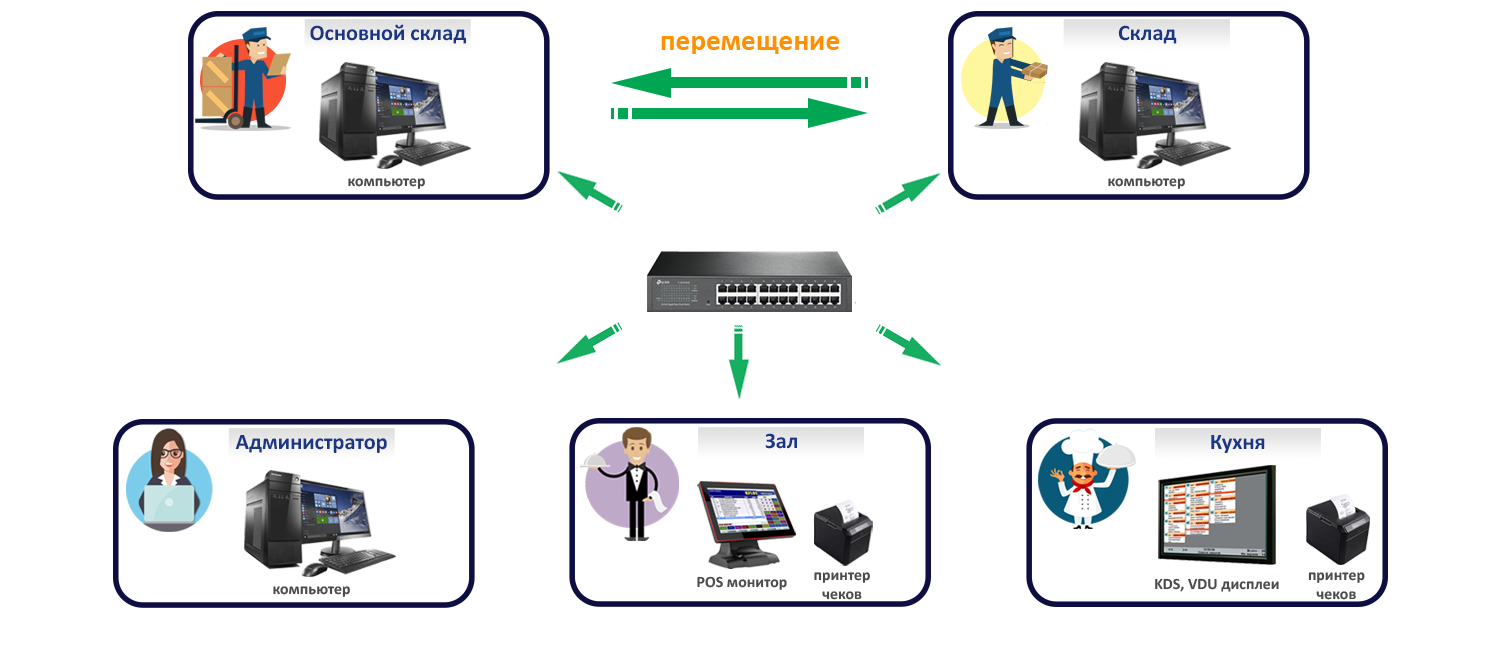 Основной склад
перемещение
Склад
компьютер
компьютер
Администратор
Зал
Кухня
компьютер
POS монитор
принтер
чеков
KDS, VDU дисплеи
принтер
чеков